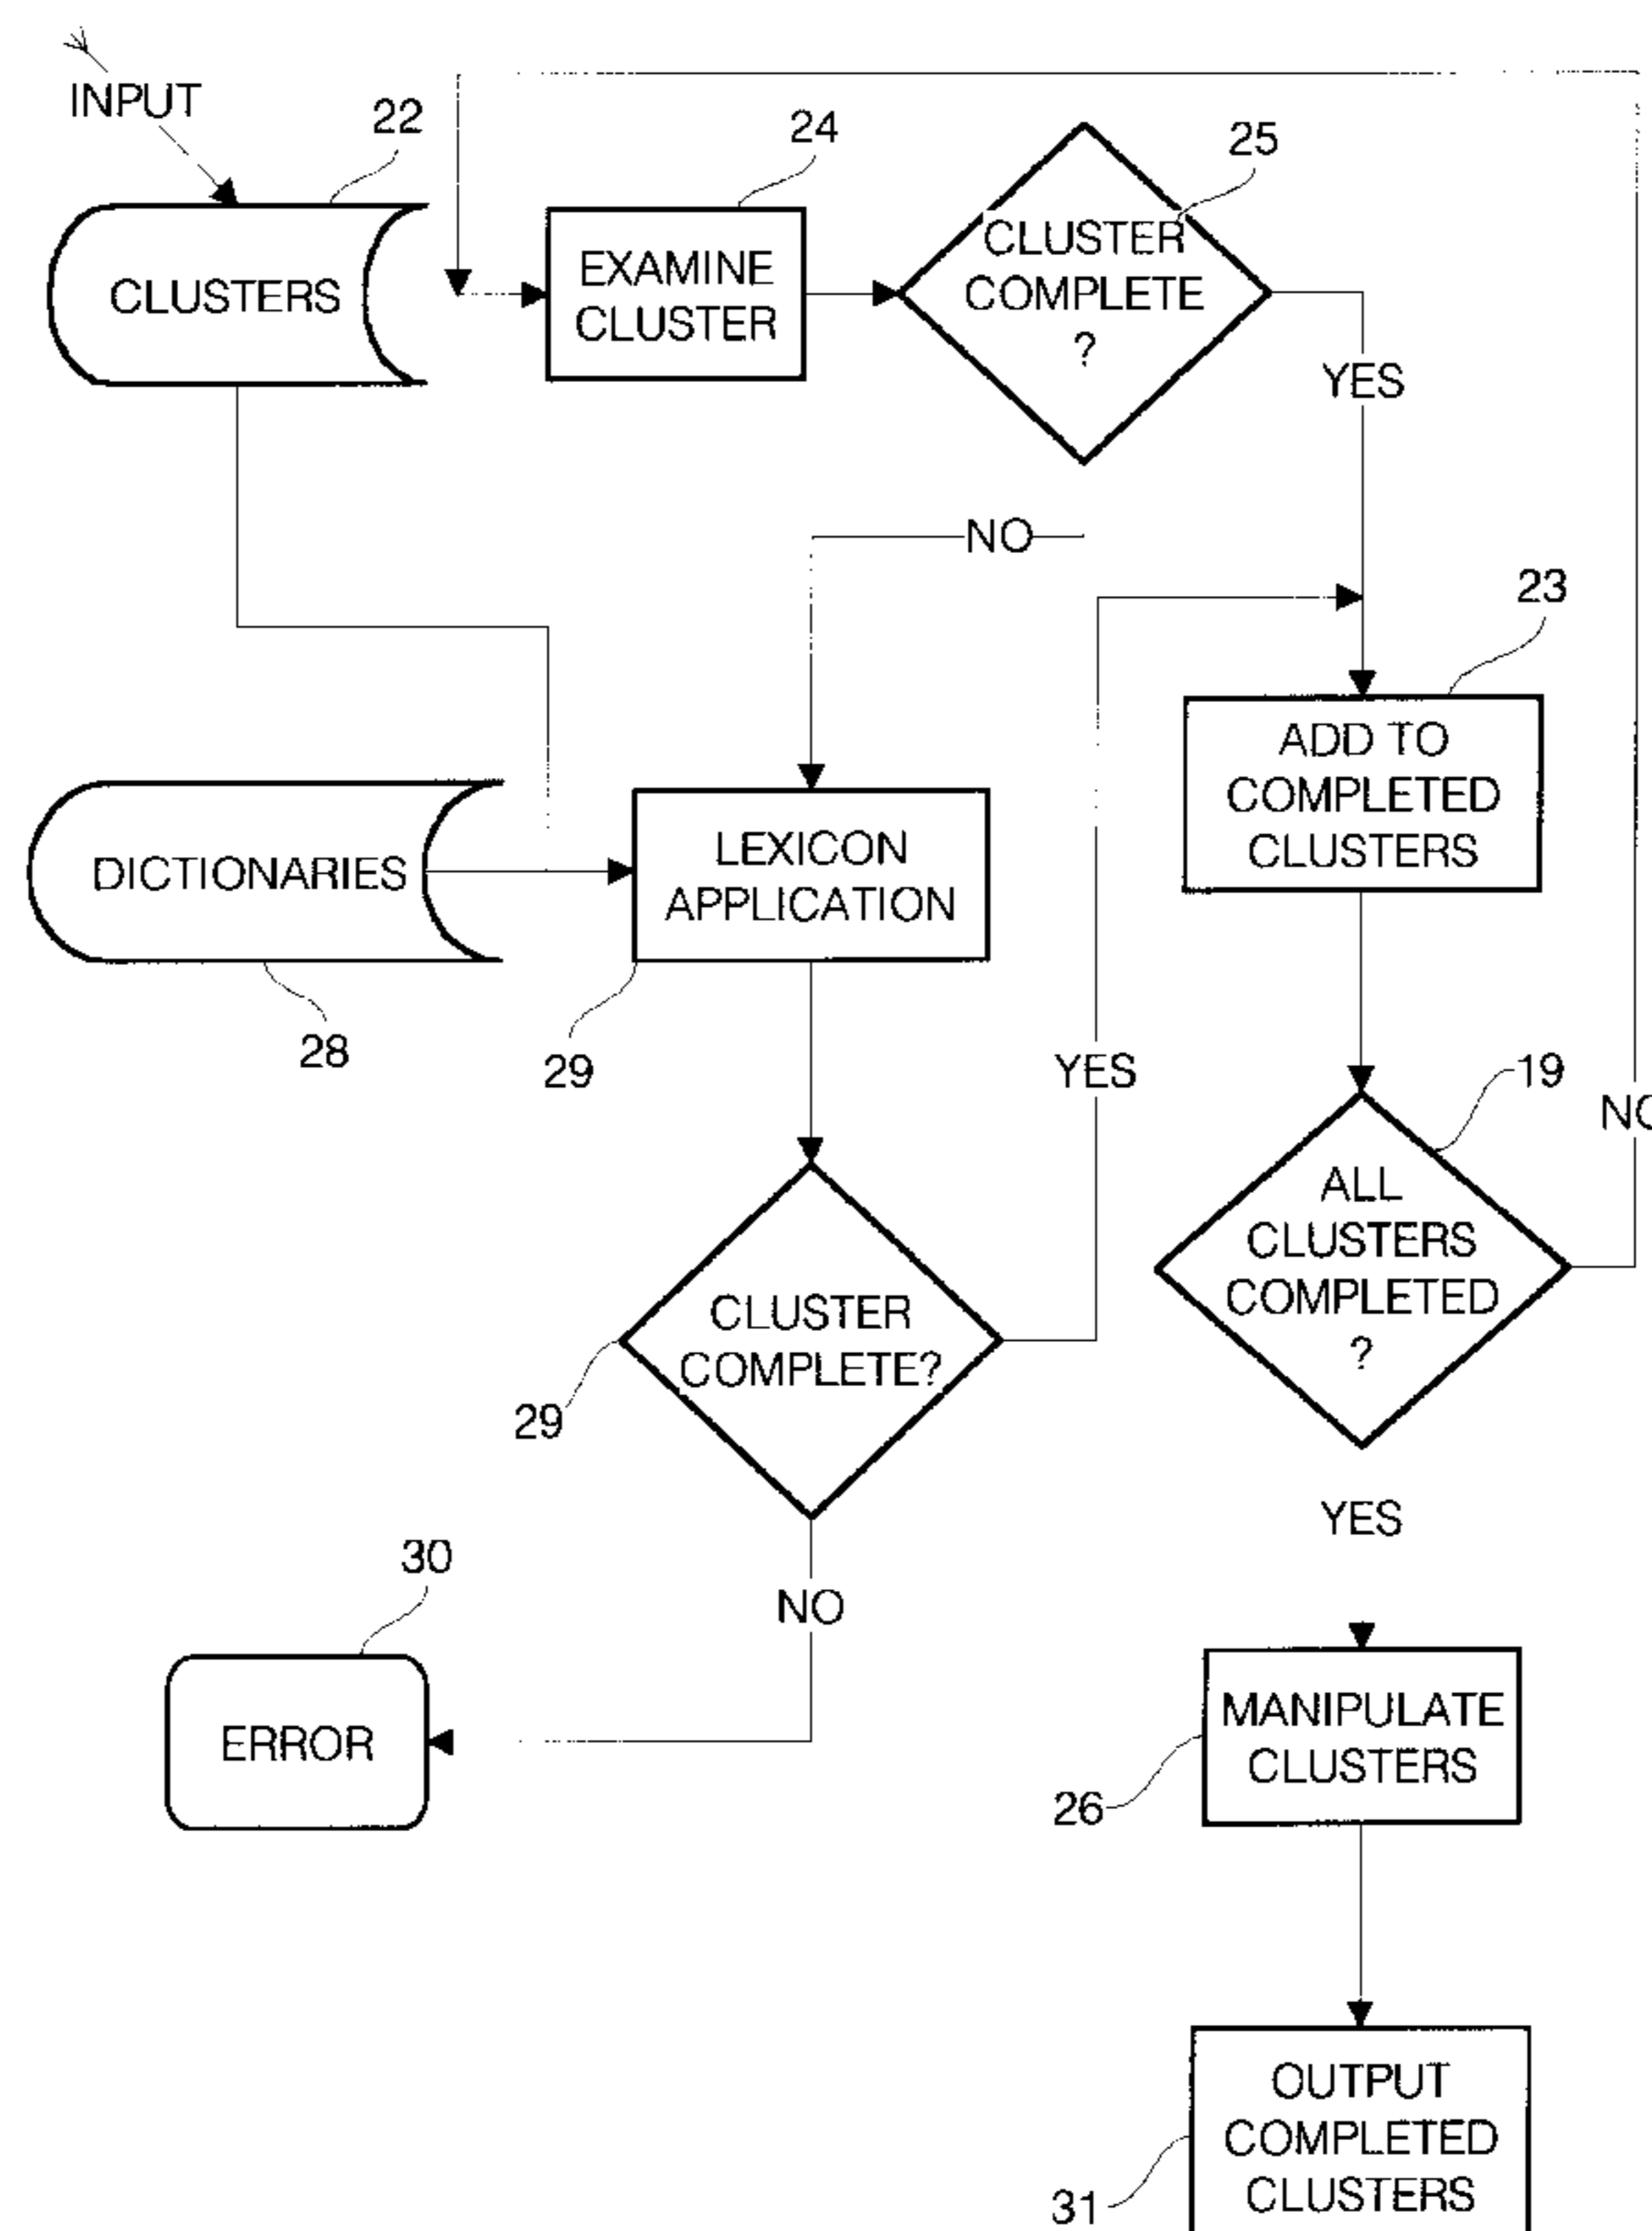 INPUT
22
24
25
CLUSTERS
EXAMINE
CLUSTER
CLUSTER
COMPLETE
?
YES
NO
23
ADD TO
COMPLETED
CLUSTERS
DICTIONARIES
LEXICON
APPLICATION
28
29
YES
19
NO
ALL
CLUSTERS
COMPLETED
?
CLUSTER
COMPLETE?
29
YES
30
NO
ERROR
MANIPULATE
CLUSTERS
26
OUTPUT
COMPLETED
CLUSTERS
31